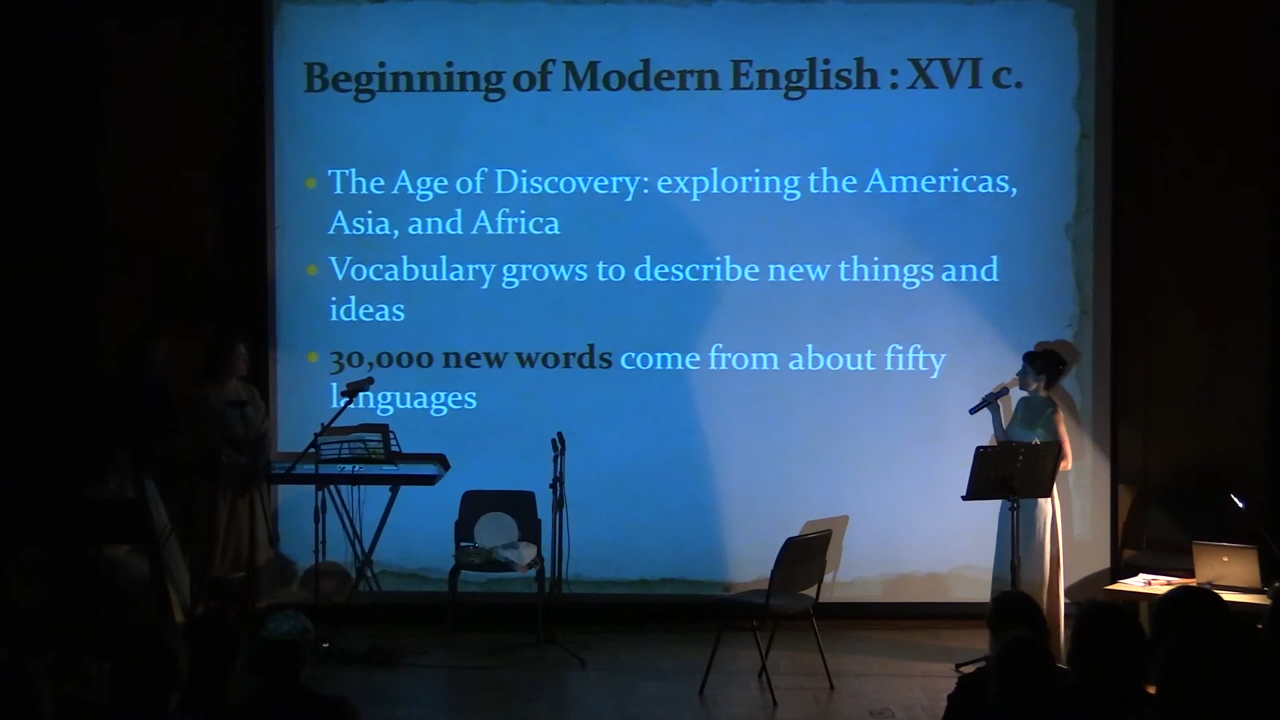 Beginning of Modern English : XVI c.
• The Age of Discovery: exploring the Americas,
Asia, and Africa
• Vocabulary grows to describe new things and
ideas
• 30,000 new words come from about fifty
languages